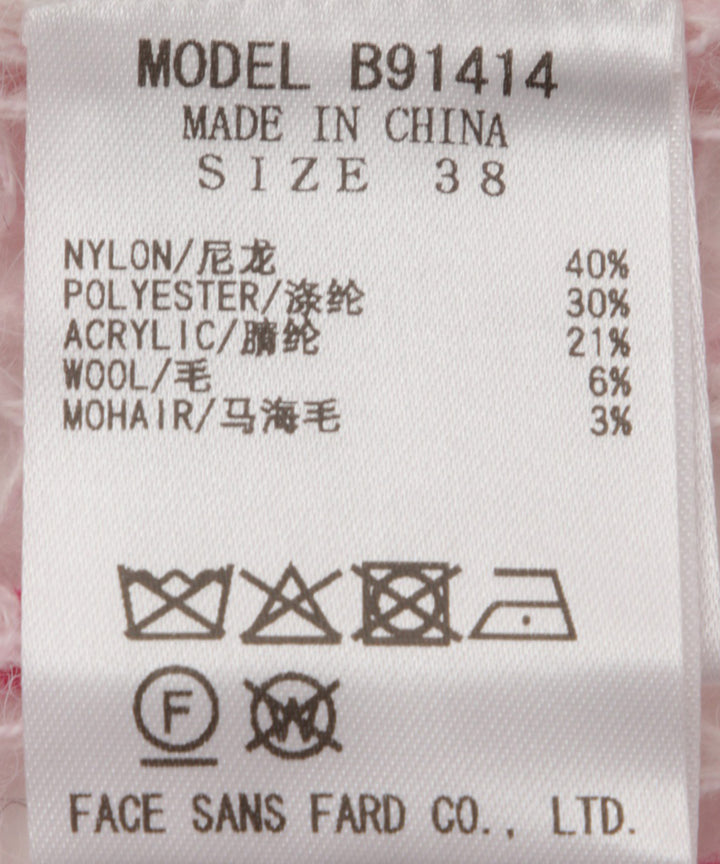 MODEL B91414
MADE IN CHINA
SIZE 38
NYLON/尼龙 40%
POLYESTER/涤纶 30%
ACRYLIC/腈纶 21%
WOOL/毛 6%
MOHAIR/马海毛 3%
F W
FACE SANS FARD CO., LTD.